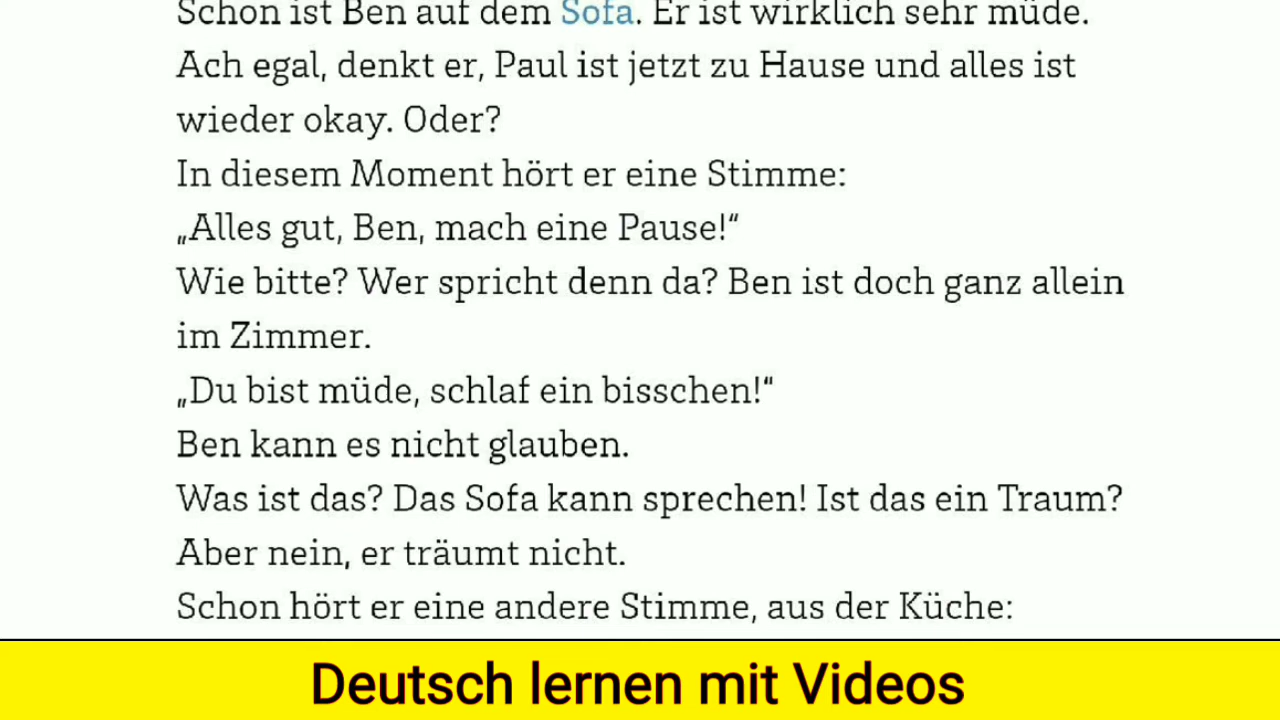 Schon ist Ben auf dem Sofa. Er ist wirklich sehr müde.
Ach egal, denkt er, Paul ist jetzt zu Hause und alles ist
wieder okay. Oder?
In diesem Moment hört er eine Stimme:
„Alles gut, Ben, mach eine Pause!“
Wie bitte? Wer spricht denn da? Ben ist doch ganz allein
im Zimmer.
„Du bist müde, schlaf ein bisschen!“
Ben kann es nicht glauben.
Was ist das? Das Sofa kann sprechen! Ist das ein Traum?
Aber nein, er träumt nicht.
Schon hört er eine andere Stimme, aus der Küche:
Deutsch lernen mit Videos